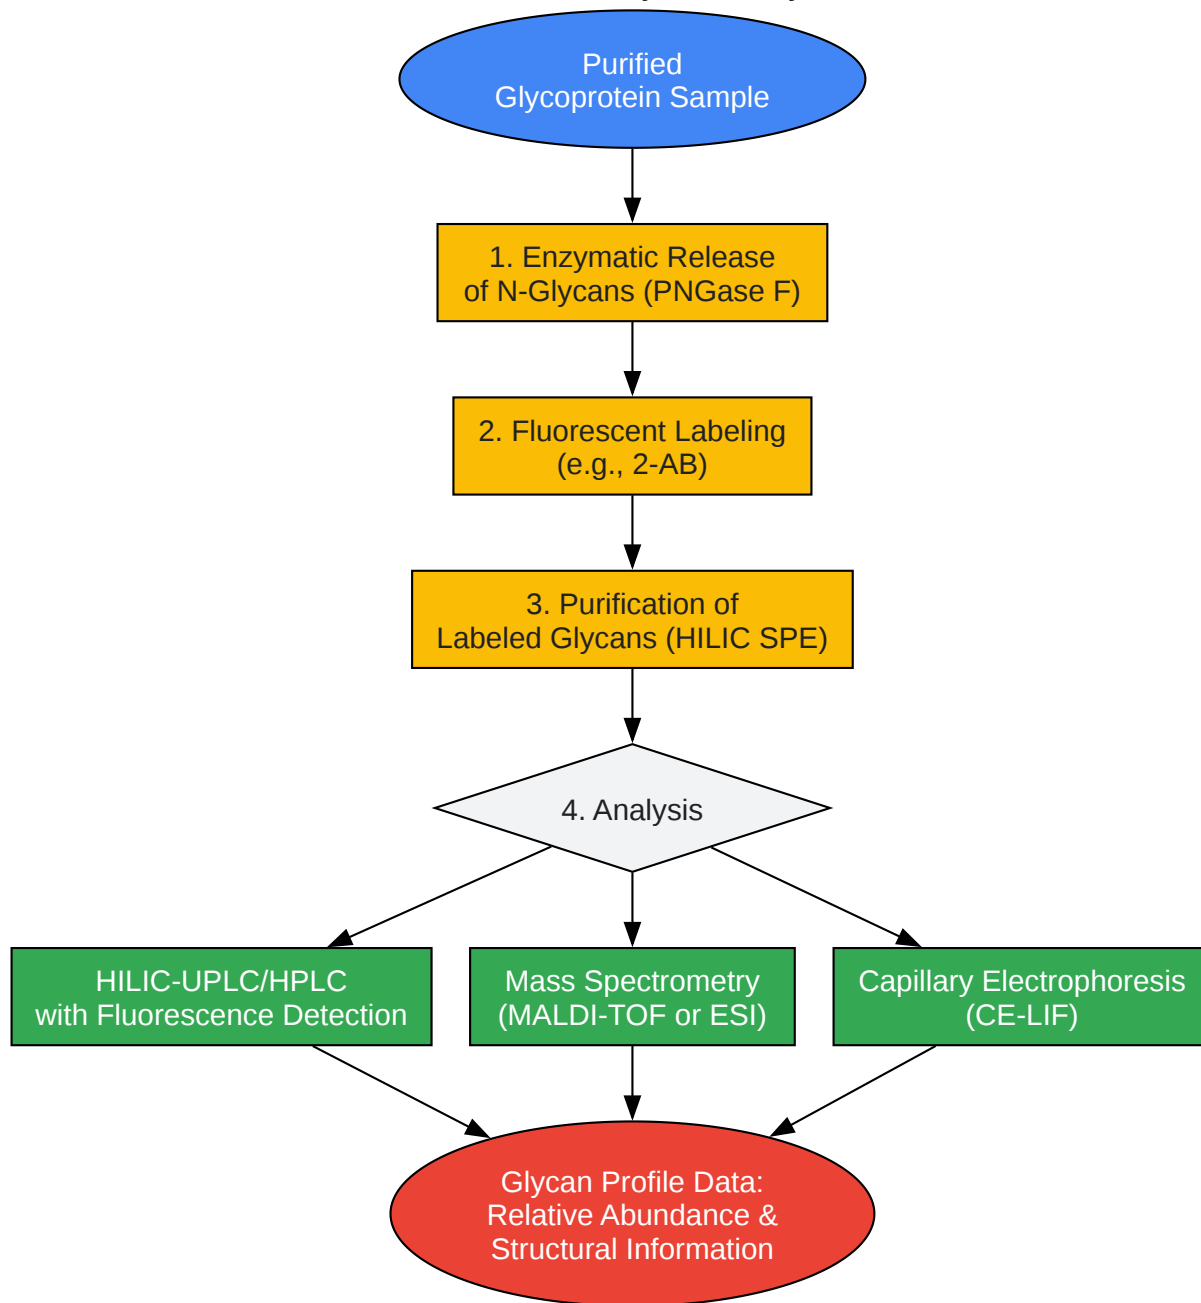 Purified
Glycoprotein Sample
1. Enzymatic Release
of N-Glycans (PNGase F)
2. Fluorescent Labeling
(e.g., 2-AB)
3. Purification of
Labeled Glycans (HILIC SPE)
4. Analysis
HILIC-UPLC/HPLC
with Fluorescence Detection
Mass Spectrometry
(MALDI-TOF or ESI)
Capillary Electrophoresis
(CE-LIF)
Glycan Profile Data:
Relative Abundance &
Structural Information